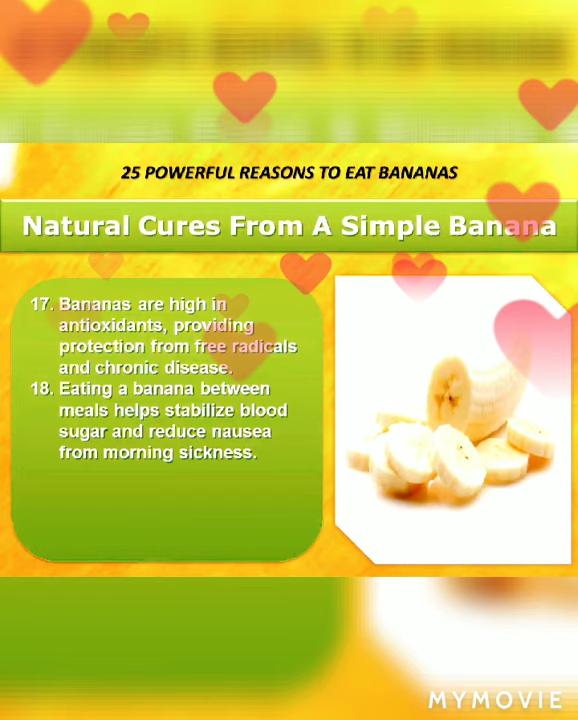 25 POWERFUL REASONS TO EAT BANANAS
Natural Cures From A Simple Banana
17. Bananas are high in
antioxidants, providing
protection from free radicals
and chronic disease.
18. Eating a banana between
meals helps stabilize blood
sugar and reduce nausea
from morning sickness.
MYMOVIE